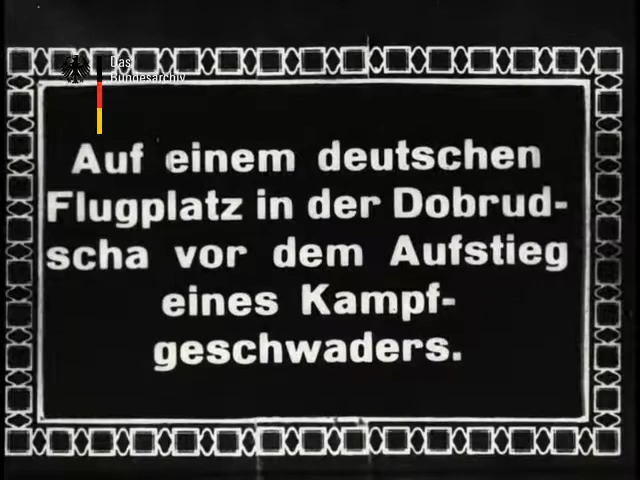 Das
Bundesarchiv
Auf einem deutschen
Flugplatz in der Dobrud-
scha vor dem Aufstieg
eines Kampf-
geschwaders.